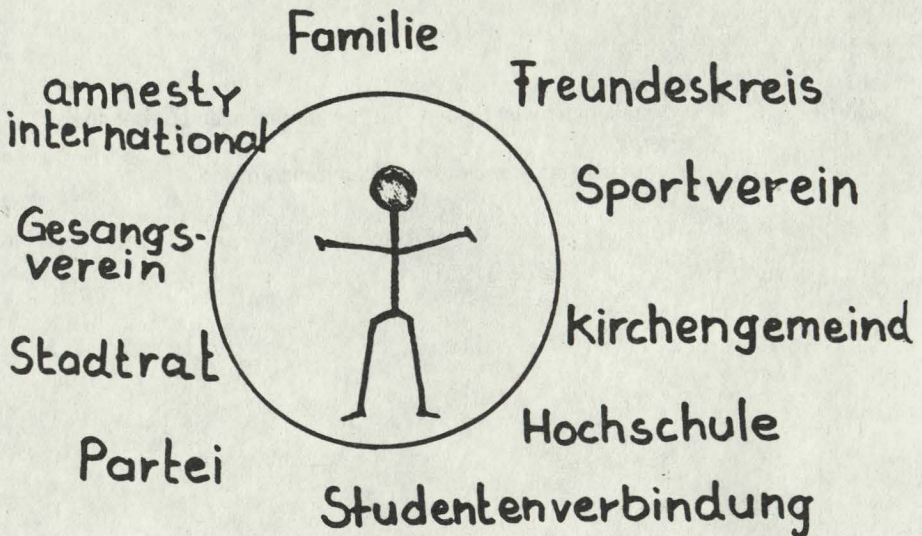 Familie
Freundeskreis
Sportverein
Kirchengemeind
Hochschule
Studentenverbindung
Partei
Stadtrat
Gesangs-
verein
amnesty
international